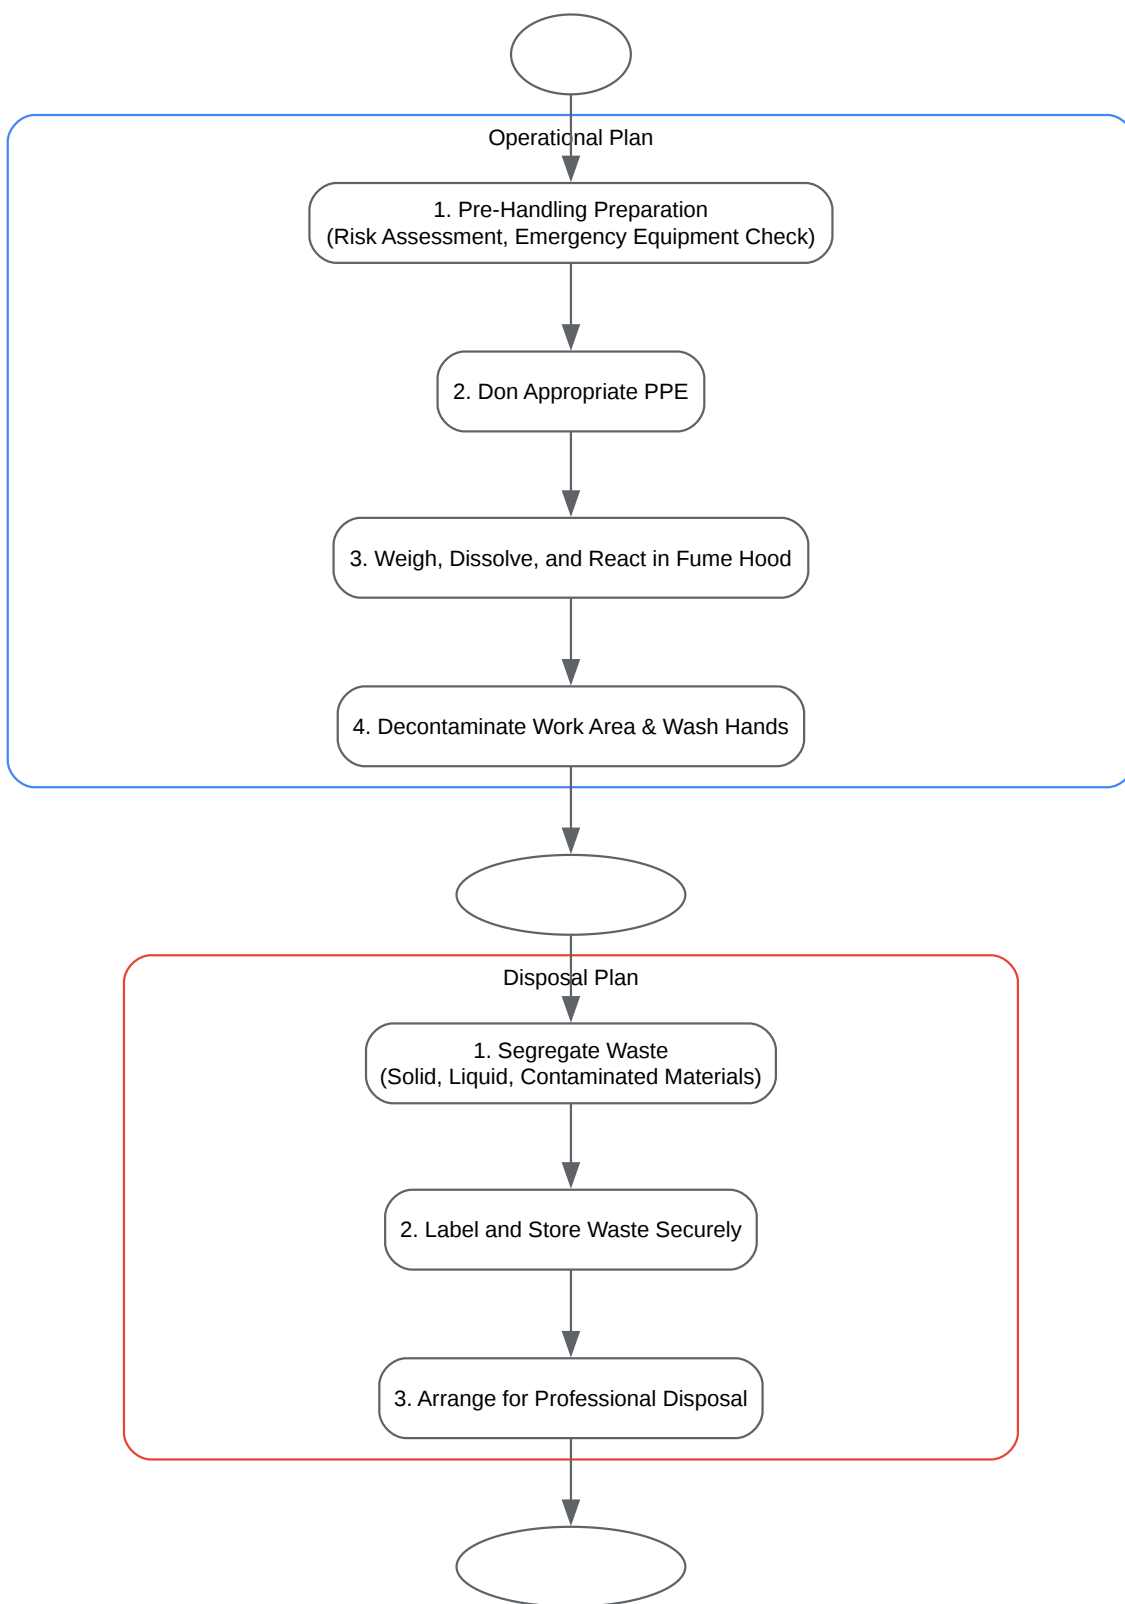 Operational Plan
1. Pre-Handling Preparation
(Risk Assessment, Emergency Equipment Check)
2. Don Appropriate PPE
3. Weigh, Dissolve, and React in Fume Hood
4. Decontaminate Work Area & Wash Hands
Disposal Plan
1. Segregate Waste
(Solid, Liquid, Contaminated Materials)
2. Label and Store Waste Securely
3. Arrange for Professional Disposal